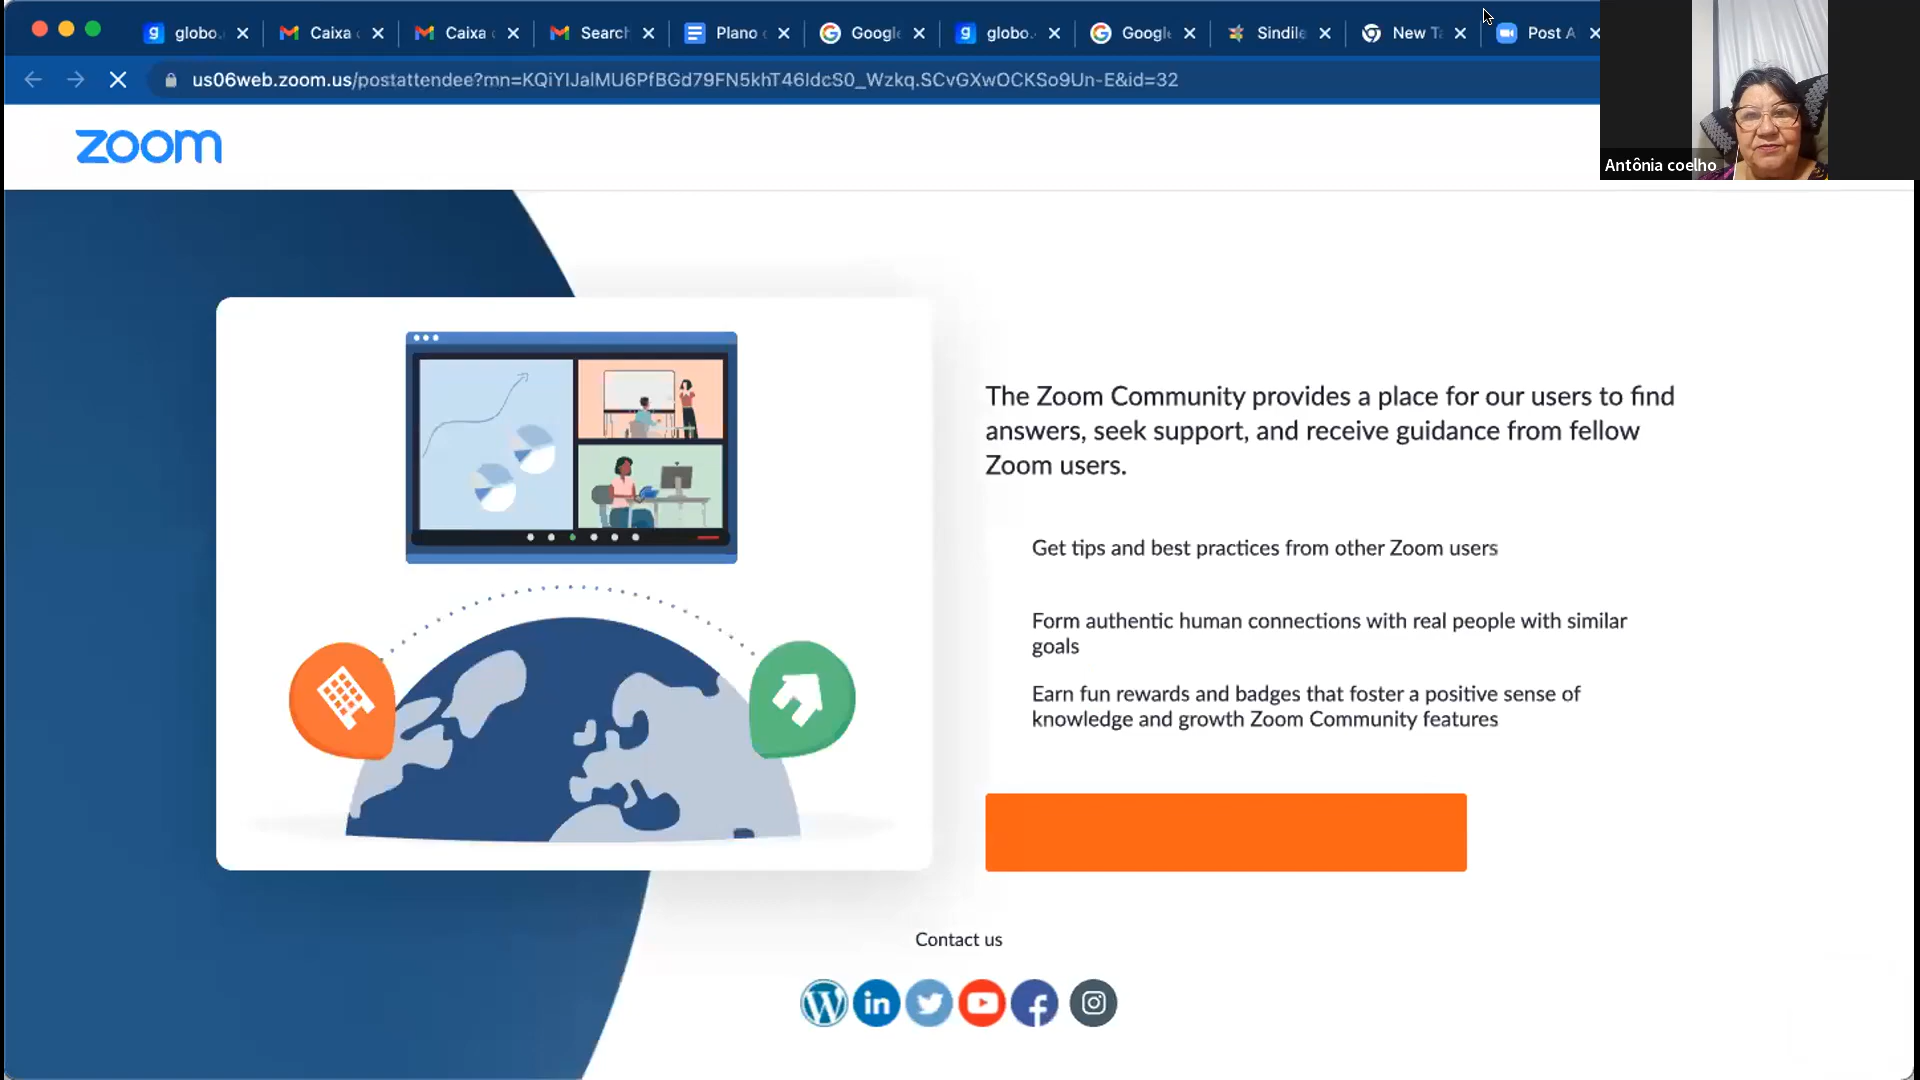 globo.
Caixa
Caixa
Search
Plano
Google
globo.
Google
Sindile
New Ta
Post A
us06web.zoom.us/postattendee?mn=KQiYIJalMU6PfBGd79FN5khT46ldcS0_Wzkq.SCvGXwOCKSo9Un-E&id=32
zoom
Antônia coelho
The Zoom Community provides a place for our users to find
answers, seek support, and receive guidance from fellow
Zoom users.
Get tips and best practices from other Zoom users
Form authentic human connections with real people with similar
goals
Earn fun rewards and badges that foster a positive sense of
knowledge and growth Zoom Community features
Contact us